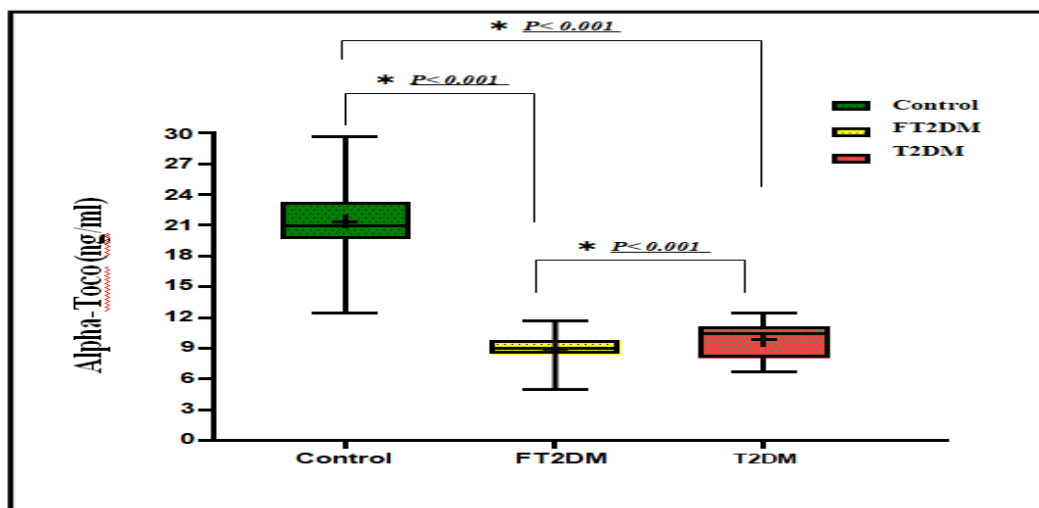 * P< 0.001
* P< 0.001
Control
FT2DM
T2DM
30
27
24
21
18
15
12
9
6
3
0
Alpha-Toco(ng/ml)
* P< 0.001
Control
FT2DM
T2DM